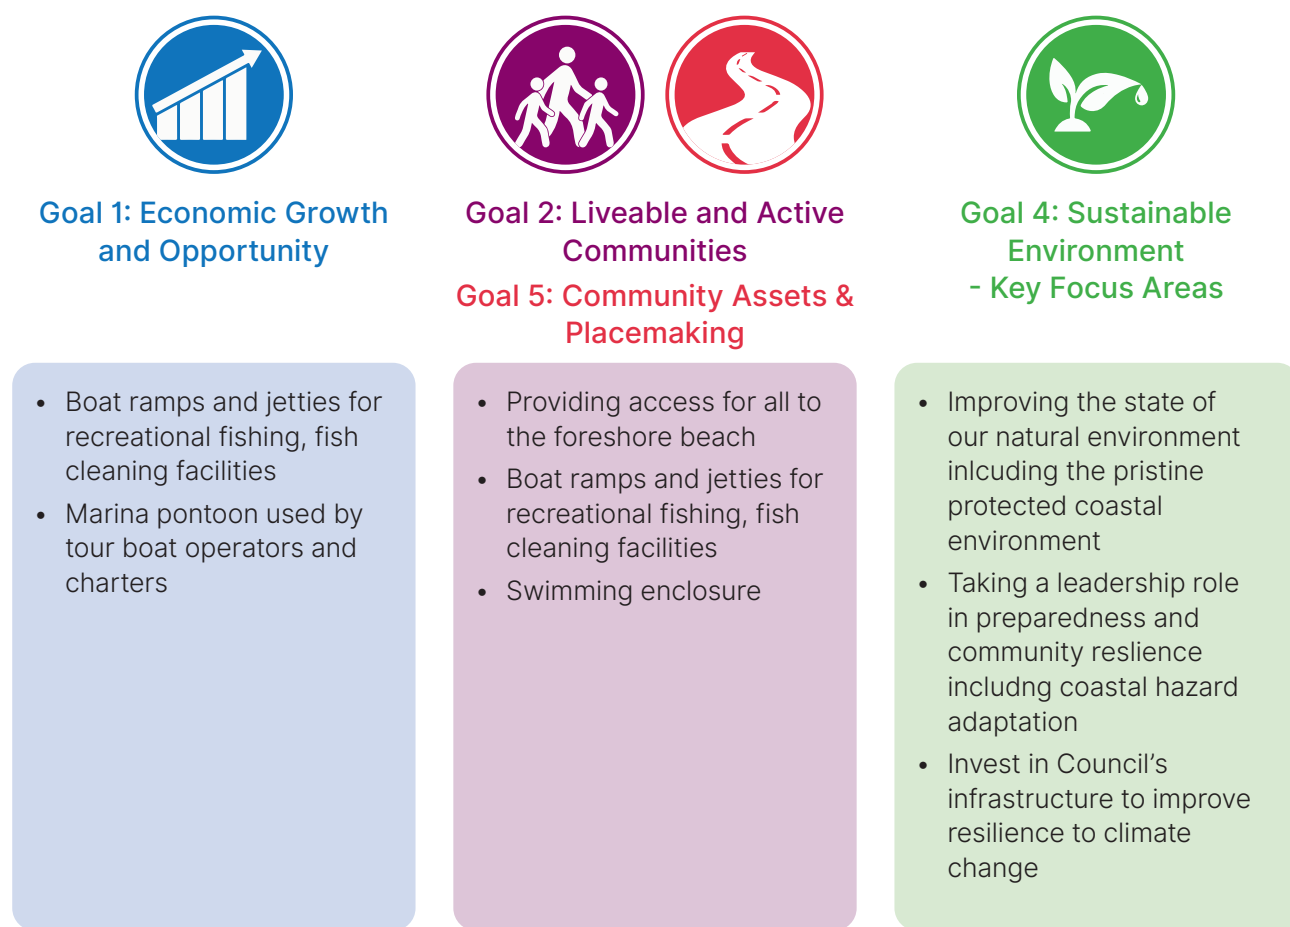 Goal 1: Economic Growth
and Opportunity
• Boat ramps and jetties for
recreational fishing, fish
cleaning facilities
• Marina pontoon used by
tour boat operators and
charters
Goal 2: Liveable and Active
Communities
Goal 5: Community Assets &
Placemaking
• Providing access for all to
the foreshore beach
• Boat ramps and jetties for
recreational fishing, fish
cleaning facilities
• Swimming enclosure
Goal 4: Sustainable
Environment
- Key Focus Areas
• Improving the state of
our natural environment
inlcuding the pristine
protected coastal
environment
• Taking a leadership role
in preparedness and
community reslience
includng coastal hazard
adaptation
• Invest in Council’s
infrastructure to improve
resilience to climate
change